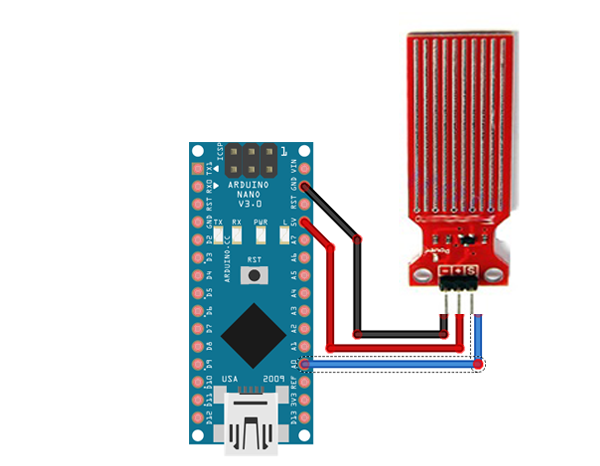 ICSP
1
TX1
RX0
RST
GND
D2
D3
D4
D5
D6
D7
D8
D9
D10
D11
D12
ARDUINO
NANO
V3.0
TX RX PWR L
ARDUINO.CC
RST
USA 2009
VIN
GND
RST
5V
A7
A6
A5
A4
A3
A2
A1
A0
REF
3V3
D13
- + S